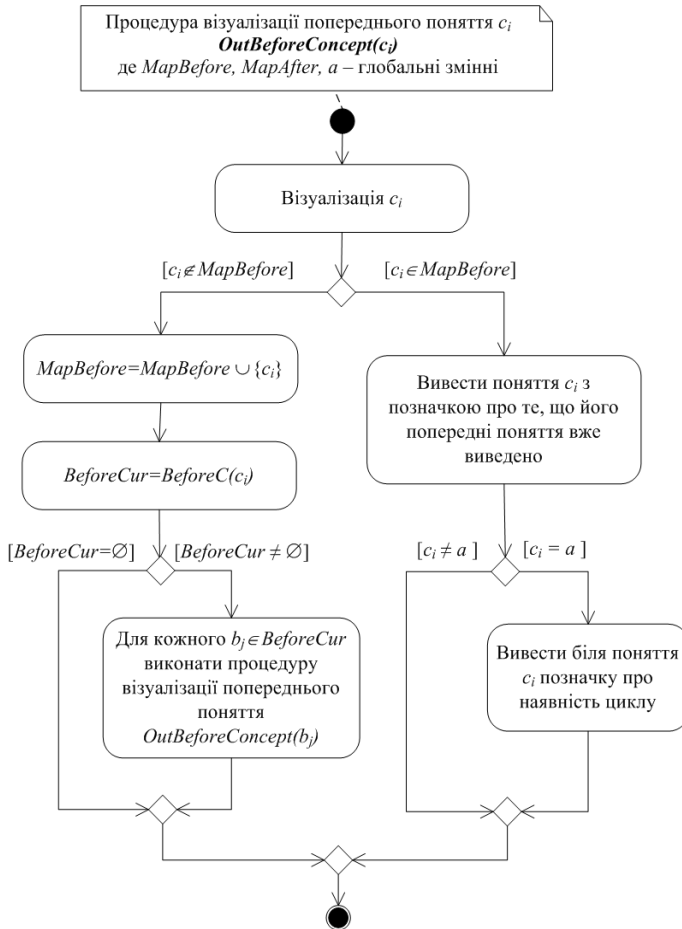 Процедура візуалізації попереднього поняття cᵢ
OutBeforeConcept(cᵢ)
де MapBefore, MapAfter, a – глобальні змінні
Візуалізація cᵢ
[cᵢ∉MapBefore]
[cᵢ∈MapBefore]
MapBefore=MapBefore ∪ {cᵢ}
Вивести поняття cᵢ з
позначкою про те, що його
попередні поняття вже
виведено
BeforeCur=BeforeC(cᵢ)
[BeforeCur=∅]
[BeforeCur ≠ ∅]
[cᵢ ≠ a ]
[cᵢ = a ]
Для кожного bⱼ∈BeforeCur
виконати процедуру
візуалізації попереднього
поняття
OutBeforeConcept(bⱼ)
Вивести біля поняття
cᵢ позначку про
наявність циклу